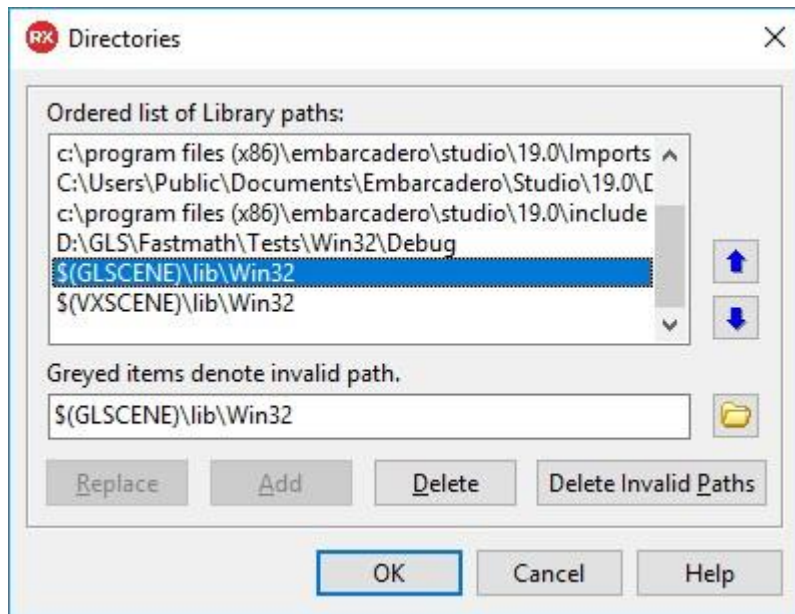 RX Directories
Ordered list of Library paths:
c:\program files (x86)\embarcadero\studio\19.0\Imports
C:\Users\Public\Documents\Embarcadero\Studio\19.0\D
c:\program files (x86)\embarcadero\studio\19.0\include
D:\GLS\Fastmath\Tests\Win32\Debug
$(GLSCENE)\lib\Win32
$(VXSCENE)\lib\Win32
Greyed items denote invalid path.
$(GLSCENE)\lib\Win32
Replace Add Delete Delete Invalid Paths
OK Cancel Help